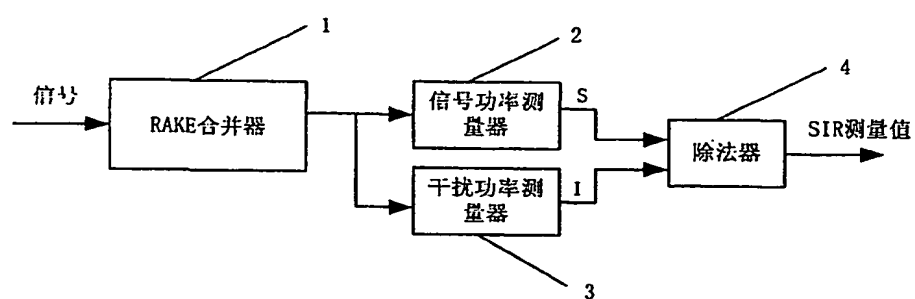 1
信号
RAKE合并器
2
信号功率测
量器
S
4
除法器
SIR测量值
干扰功率测
量器
I
3